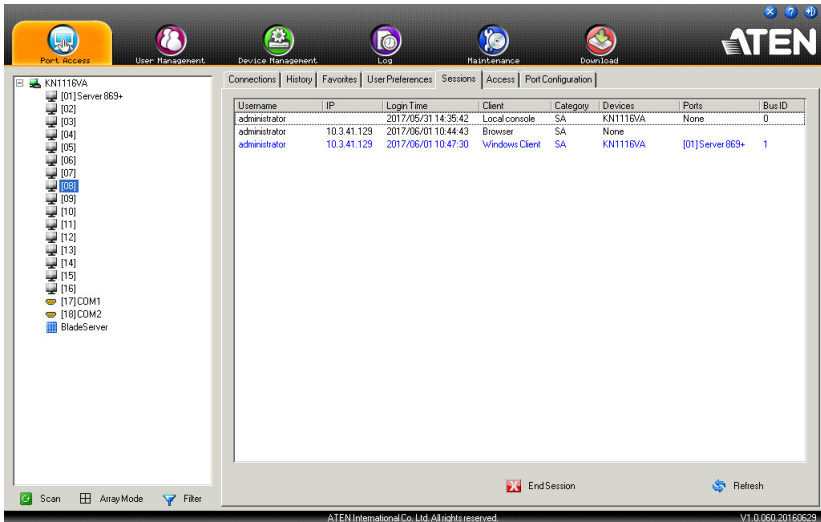 ATEN
Port Access User Management Device Management Log Maintenance Download
KN1116VA
[01]Server 869+
[02]
[03]
[04]
[05]
[06]
[07]
[08]
[09]
[10]
[11]
[12]
[13]
[14]
[15]
[16]
[17]COM1
[18]COM2
BladeServer
Scan Array Mode Filter
Connections History Favorites User Preferences Sessions Access Port Configuration
Username IP Login Time Client Category Devices Ports Bus ID
administrator 2017/05/31 14:35:42 Local console SA KN1116VA None 0
administrator 10.3.41.129 2017/06/01 10:44:43 Browser SA None
administrator 10.3.41.129 2017/06/01 10:47:30 Windows Client SA KN1116VA [01]Server 869+ 1
End Session Refresh
ATEN International Co. Ltd. All rights reserved. V1.0.060.20160629